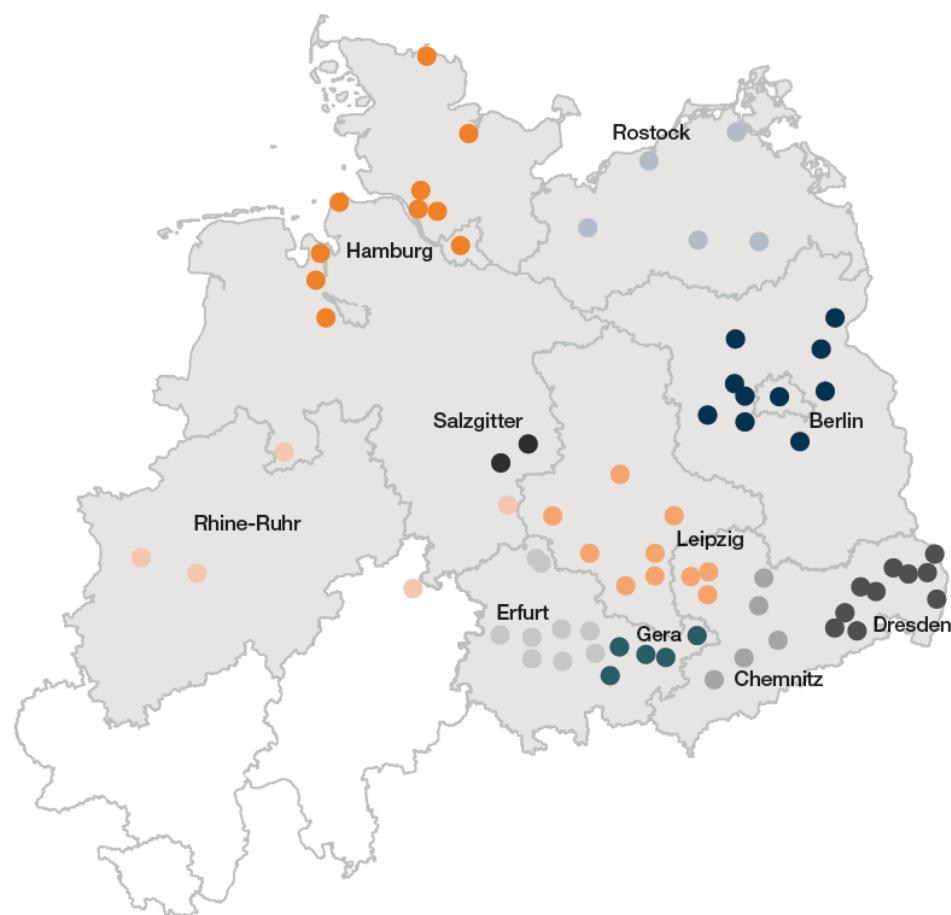 Rostock
Hamburg
Berlin
Salzgitter
Rhine-Ruhr
Leipzig
Erfurt
Gera
Dresden
Chemnitz